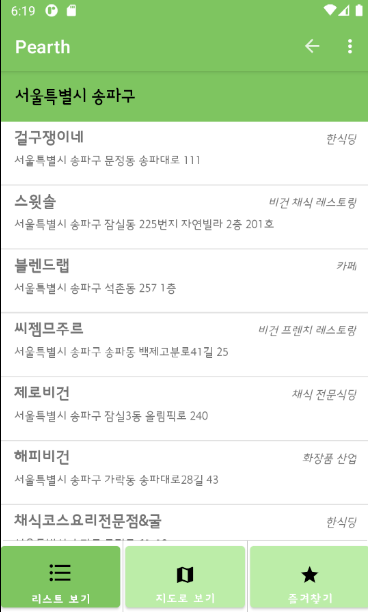 6:19
Pearth
서울특별시 송파구
걸구쟁이네
한식당
서울특별시 송파구 문정동 송파대로 111
스윗솔
비건 채식 레스토랑
서울특별시 송파구 잠실동 225번지 자연빌라 2층 201호
블렌드랩
카페
서울특별시 송파구 석촌동 257 1층
씨젬므주르
비건 프렌치 레스토랑
서울특별시 송파구 송파동 백제고분로41길 25
제로비건
채식 전문식당
서울특별시 송파구 잠실3동 올림픽로 240
해피비건
화장품 산업
서울특별시 송파구 가락동 송파대로28길 43
채식코스요리전문점&굴
한식당
서울특별시 송파구
리스트 보기
지도로 보기
즐겨찾기